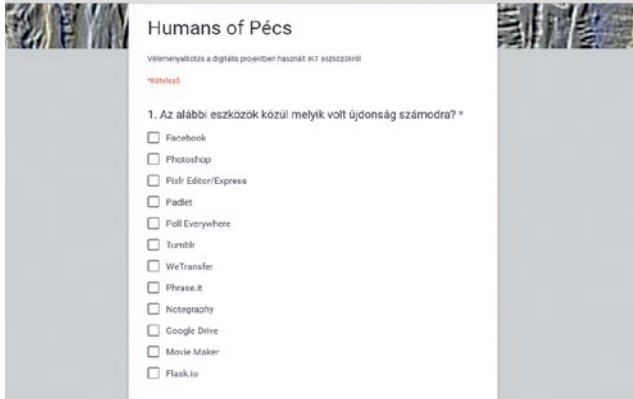 Humans of Pécs
Véleményalkotás a digitális projektben használt IKT eszközökről
*Kötelező
1. Az alábbi eszközök közül melyik volt újdonság számodra? *
Facebook
Photoshop
Pixlr Editor/Express
Padlet
Poll Everywhere
Tumblr
WeTransfer
Phrase.it
Notegraphy
Google Drive
Movie Maker
Flask.io